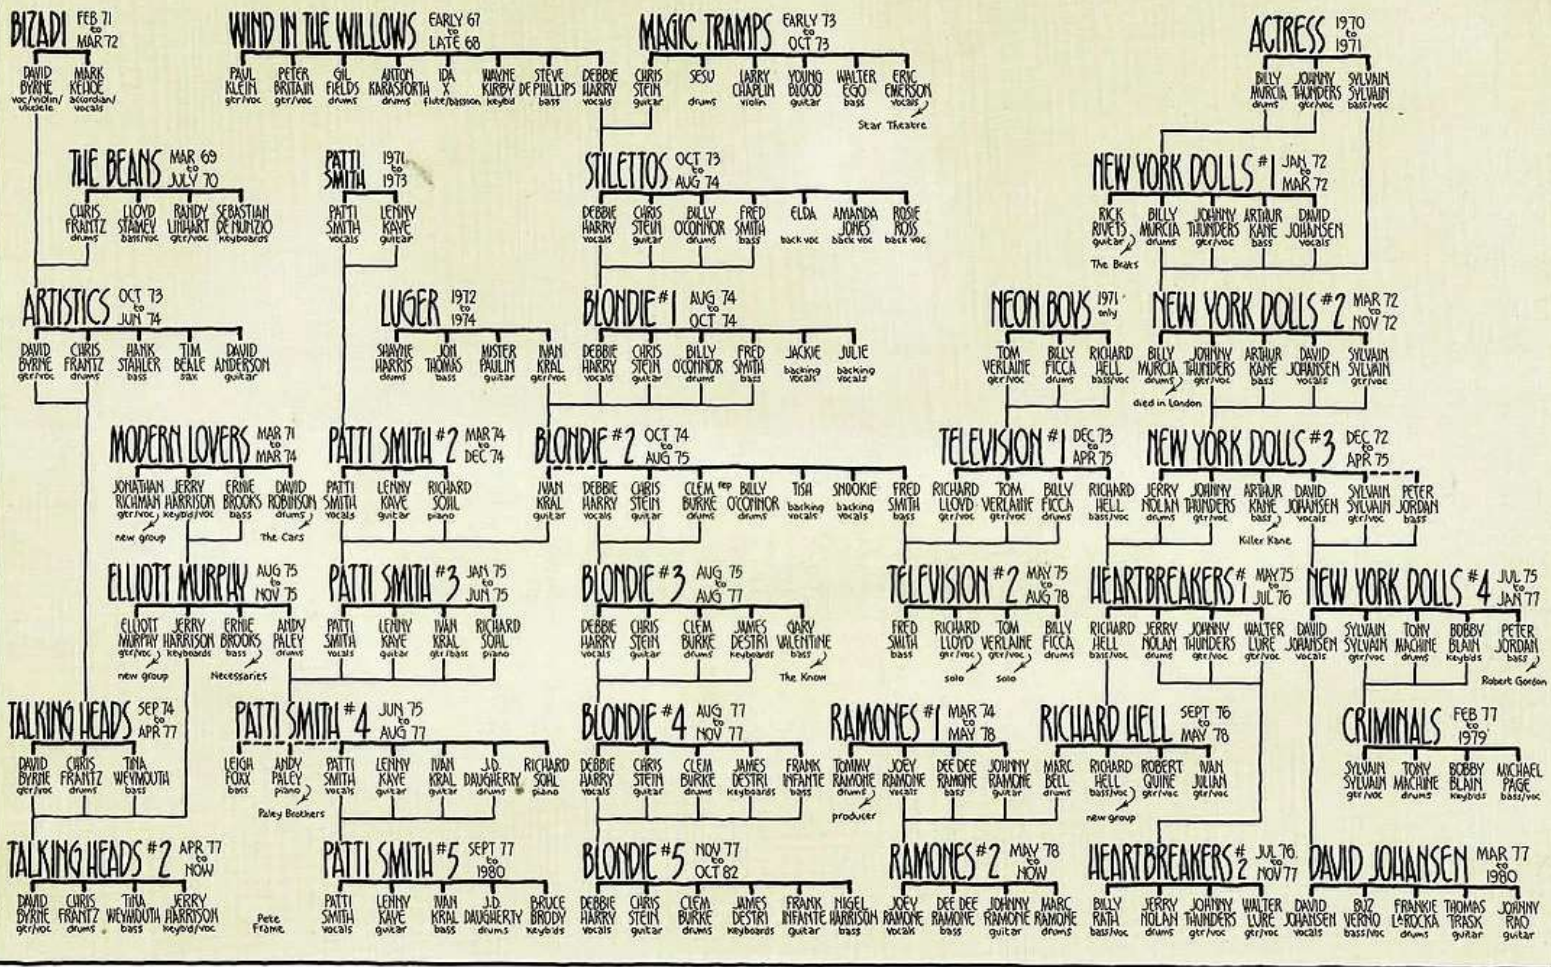 BIZADI FEB 71 to MAR 72
DAVID BYRNE voc/violin/ukulele
MARK KEHOE accordian/vocals
WIND IN THE WILLOWS EARLY 67 to LATE 68
PAUL KLEIN gtr/voc
PETER BRITAIN gtr/voc
GIL FIELDS drums
ANTON KARASFORTH drums
IDA X flute/bassoon
WAYNE KIRBY keybd
STEVE DE PHILLIPS bass
DEBBIE HARRY vocals
MAGIC TRAMPS EARLY 73 to OCT 73
CHRIS STEIN guitar
SESU drums
LARRY CHAPLIN violin
YOUNG BLOOD guitar
WALTER EGO bass
ERIC EMERSON vocals
Star Theatre
ACTRESS 1970 to 1971
BILLY MURCIA drums
JOHNNY THUNDERS gtr/voc
SYLVAIN SYLVAIN bass/voc
THE BEANS MAR 69 to JULY 70
CHRIS FRANTZ drums
LLOYD STAMEY bass/voc
RANDY LINHART gtr/voc
SEBASTIAN DE NUNZIO keyboards
PATTI SMITH 1971 to 1973
PATTI SMITH vocals
LENNY KAYE guitar
STILETTOS OCT 73 to AUG 74
DEBBIE HARRY vocals
CHRIS STEIN guitar
BILLY O'CONNOR drums
FRED SMITH bass
ELDA back voc
AMANDA JONES back voc
ROSIE ROSS back voc
NEW YORK DOLLS #1 JAN 72 to MAR 72
RICK RIVETS guitar
BILLY MURCIA drums
JOHNNY THUNDERS gtr/voc
ARTHUR KANE bass
DAVID JOHANSEN vocals
The Brats
ARTISTICS OCT 73 to JUN 74
DAVID BYRNE gtr/voc
CHRIS FRANTZ drums
HANK STAHLER bass
TIM BEALE sax
DAVID ANDERSON guitar
LUGER 1972 to 1974
SHAYNE HARRIS drums
JON THOMAS bass
MISTER PAULIN guitar
IVAN KRAL gtr/voc
BLONDIE #1 AUG 74 to OCT 74
DEBBIE HARRY vocals
CHRIS STEIN guitar
BILLY O'CONNOR drums
FRED SMITH bass
JACKIE backing vocals
JULIE backing vocals
NEON BOYS 1971 only
TOM VERLAINE gtr/voc
BILLY FICCA drums
RICHARD HELL bass/voc
NEW YORK DOLLS #2 MAR 72 to NOV 72
BILLY MURCIA drums
JOHNNY THUNDERS gtr/voc
ARTHUR KANE bass
DAVID JOHANSEN vocals
SYLVAIN SYLVAIN gtr/voc
died in London
MODERN LOVERS MAR 71 to MAR 74
JONATHAN RICHMAN gtr/voc
JERRY HARRISON keybd/voc
ERNIE BROOKS bass
DAVID ROBINSON drums
new group
The Cars
PATTI SMITH #2 MAR 74 to DEC 74
PATTI SMITH vocals
LENNY KAYE guitar
RICHARD SOHL piano
BLONDIE #2 OCT 74 to AUG 75
IVAN KRAL guitar
DEBBIE HARRY vocals
CHRIS STEIN guitar
CLEM BURKE drums
rep BILLY O'CONNOR drums
TISH backing vocals
SNOOKIE backing vocals
FRED SMITH bass
TELEVISION #1 DEC 73 to APR 75
RICHARD LLOYD gtr/voc
TOM VERLAINE gtr/voc
BILLY FICCA drums
RICHARD HELL bass/voc
NEW YORK DOLLS #3 DEC 72 to APR 75
JERRY NOLAN drums
JOHNNY THUNDERS gtr/voc
ARTHUR KANE bass
DAVID JOHANSEN vocals
SYLVAIN SYLVAIN gtr/voc
PETER JORDAN bass
Killer Kane
ELLIOTT MURPHY AUG 75 to NOV 75
ELLIOTT MURPHY gtr/voc
JERRY HARRISON keyboards
ERNIE BROOKS bass
ANDY PALEY drums
new group
Necessaries
PATTI SMITH #3 JAN 75 to JUN 75
PATTI SMITH vocals
LENNY KAYE guitar
IVAN KRAL gtr/bass
RICHARD SOHL piano
BLONDIE #3 AUG 75 to AUG 77
DEBBIE HARRY vocals
CHRIS STEIN guitar
CLEM BURKE drums
JAMES DESTRI keyboards
GARY VALENTINE bass
The Know
TELEVISION #2 MAY 75 to AUG 78
FRED SMITH bass
RICHARD LLOYD gtr/voc
TOM VERLAINE gtr/voc
BILLY FICCA drums
solo
solo
HEARTBREAKERS #1 MAY 75 to JUL 76
RICHARD HELL bass/voc
JERRY NOLAN drums
JOHNNY THUNDERS gtr/voc
WALTER LURE gtr/voc
NEW YORK DOLLS #4 JUL 75 to JAN 77
DAVID JOHANSEN vocals
SYLVAIN SYLVAIN gtr/voc
TONY MACHINE drums
BOBBY BLAIN keybds
PETER JORDAN bass
Robert Gordon
TALKING HEADS SEP 74 to APR 77
DAVID BYRNE gtr/voc
CHRIS FRANTZ drums
TINA WEYMOUTH bass
PATTI SMITH #4 JUN 75 to AUG 77
LEIGH FOXX bass
ANDY PALEY piano
PATTI SMITH vocals
LENNY KAYE guitar
IVAN KRAL guitar
J.D. DAUGHERTY drums
RICHARD SOHL piano
Paley Brothers
BLONDIE #4 AUG 77 to NOV 77
DEBBIE HARRY vocals
CHRIS STEIN guitar
CLEM BURKE drums
JAMES DESTRI keyboards
FRANK INFANTE bass
RAMONES #1 MAR 74 to MAY 78
TOMMY RAMONE drums
JOEY RAMONE vocals
DEE DEE RAMONE bass
JOHNNY RAMONE guitar
producer
RICHARD HELL SEPT 76 to MAY 78
MARC BELL drums
RICHARD HELL bass/voc
ROBERT QUINE gtr/voc
IVAN JULIAN gtr/voc
new group
CRIMINALS FEB 77 to 1979
SYLVAIN SYLVAIN gtr/voc
TONY MACHINE drums
BOBBY BLAIN keybds
MICHAEL PAGE bass/voc
TALKING HEADS #2 APR 77 to NOW
DAVID BYRNE gtr/voc
CHRIS FRANTZ drums
TINA WEYMOUTH bass
JERRY HARRISON keybd/voc
Pete Frame
PATTI SMITH #5 SEPT 77 to 1980
PATTI SMITH vocals
LENNY KAYE guitar
IVAN KRAL bass
J.D. DAUGHERTY drums
BRUCE BRODY keybds
BLONDIE #5 NOV 77 to OCT 82
DEBBIE HARRY vocals
CHRIS STEIN guitar
CLEM BURKE drums
JAMES DESTRI keyboards
FRANK INFANTE guitar
NIGEL HARRISON bass
RAMONES #2 MAY 78 to NOW
JOEY RAMONE vocals
DEE DEE RAMONE bass
JOHNNY RAMONE guitar
MARC RAMONE drums
HEARTBREAKERS #2 JUL 76 to NOV 77
BILLY RATH bass/voc
JERRY NOLAN drums
JOHNNY THUNDERS gtr/voc
WALTER LURE gtr/voc
DAVID JOHANSEN MAR 77 to 1980
DAVID JOHANSEN vocals
BUZ VERNO bass/voc
FRANKIE LAROCKA drums
THOMAS TRASK guitar
JOHNNY RAO guitar